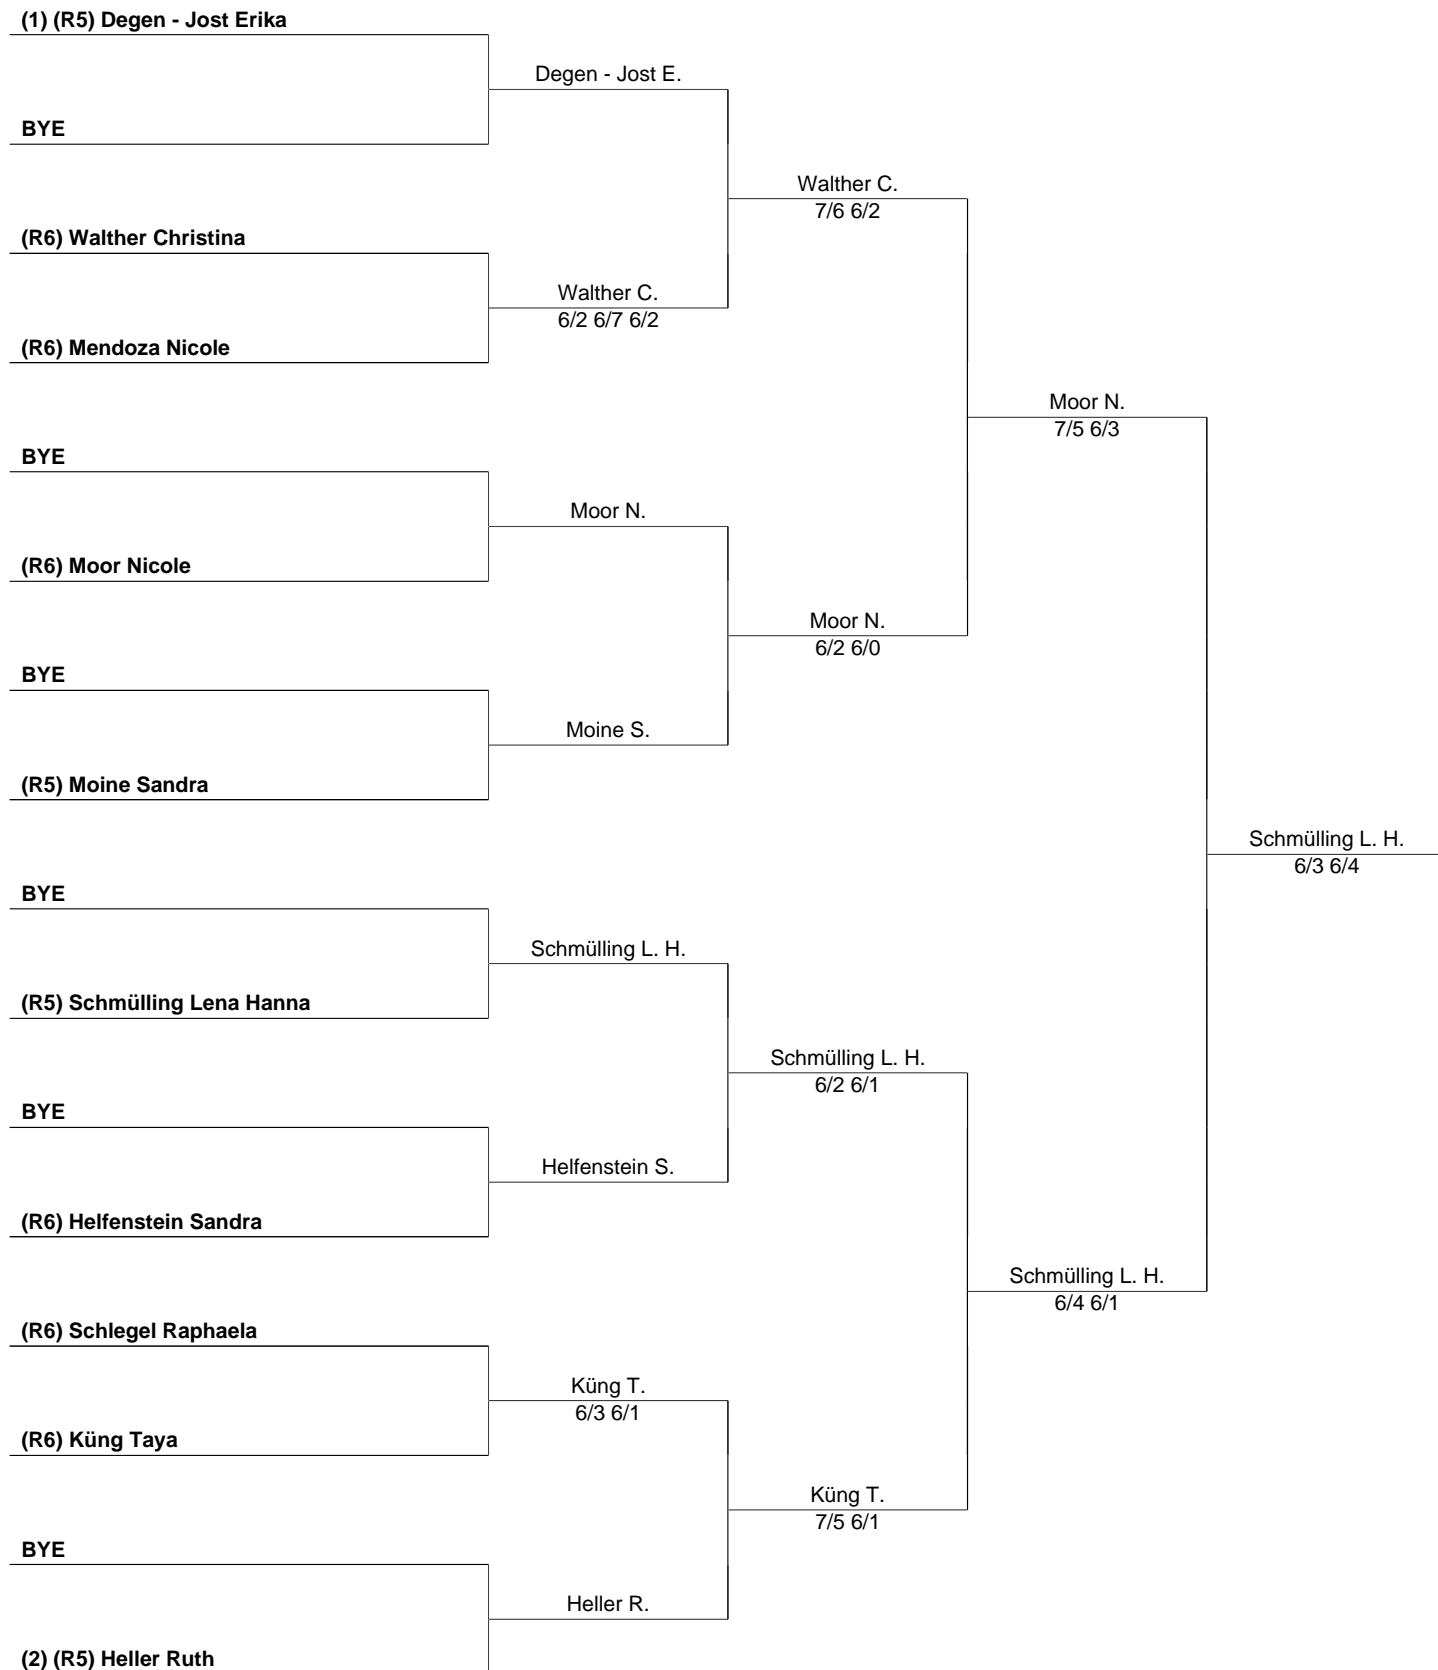 (1) (R5) Degen - Jost Erika
Degen - Jost E.
BYE
Walther C.
7/6 6/2
(R6) Walther Christina
Walther C.
6/2 6/7 6/2
(R6) Mendoza Nicole
Moor N.
7/5 6/3
BYE
Moor N.
(R6) Moor Nicole
Moor N.
6/2 6/0
BYE
Moine S.
(R5) Moine Sandra
Schmülling L. H.
6/3 6/4
BYE
Schmülling L. H.
(R5) Schmülling Lena Hanna
Schmülling L. H.
6/2 6/1
BYE
Helfenstein S.
(R6) Helfenstein Sandra
Schmülling L. H.
6/4 6/1
(R6) Schlegel Raphaela
Küng T.
6/3 6/1
(R6) Küng Taya
Küng T.
7/5 6/1
BYE
Heller R.
(2) (R5) Heller Ruth